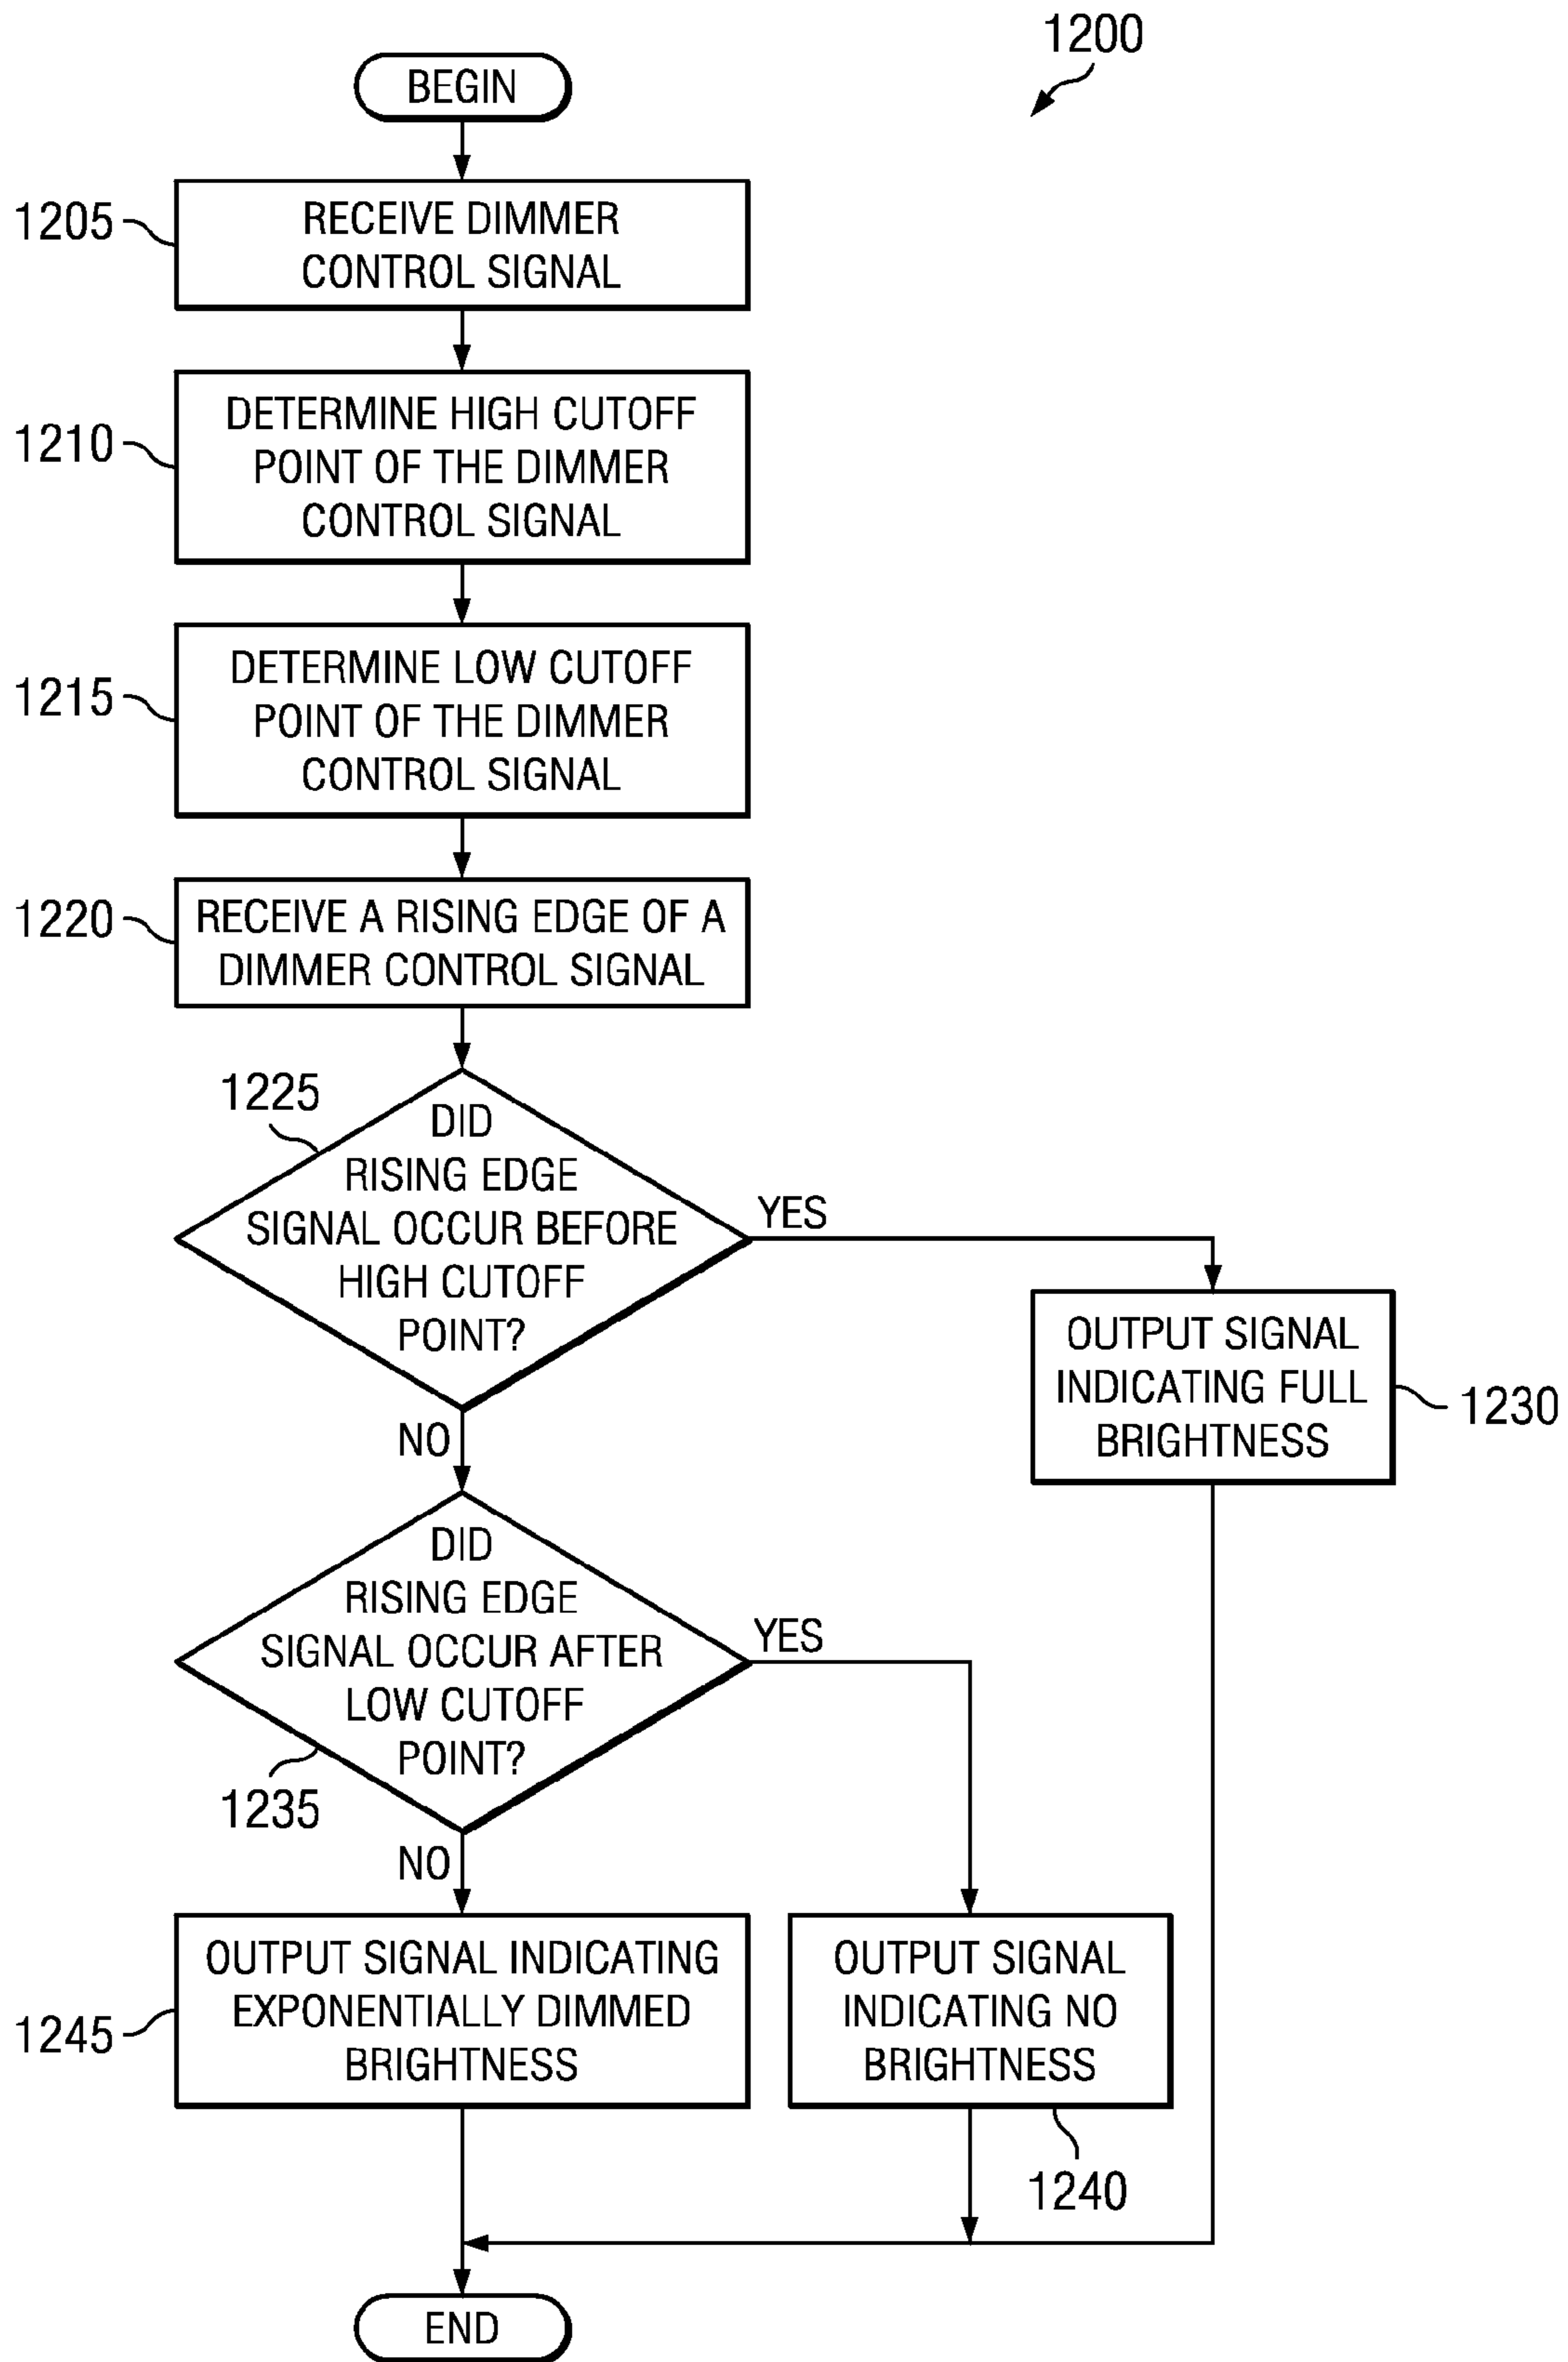 1200
BEGIN
1205
RECEIVE DIMMER
CONTROL SIGNAL
1210
DETERMINE HIGH CUTOFF
POINT OF THE DIMMER
CONTROL SIGNAL
1215
DETERMINE LOW CUTOFF
POINT OF THE DIMMER
CONTROL SIGNAL
1220
RECEIVE A RISING EDGE OF A
DIMMER CONTROL SIGNAL
1225
DID
RISING EDGE
SIGNAL OCCUR BEFORE
HIGH CUTOFF
POINT?
YES
OUTPUT SIGNAL
INDICATING FULL
BRIGHTNESS
1230
NO
DID
RISING EDGE
SIGNAL OCCUR AFTER
LOW CUTOFF
POINT?
YES
1235
NO
1245
OUTPUT SIGNAL INDICATING
EXPONENTIALLY DIMMED
BRIGHTNESS
OUTPUT SIGNAL
INDICATING NO
BRIGHTNESS
1240
END